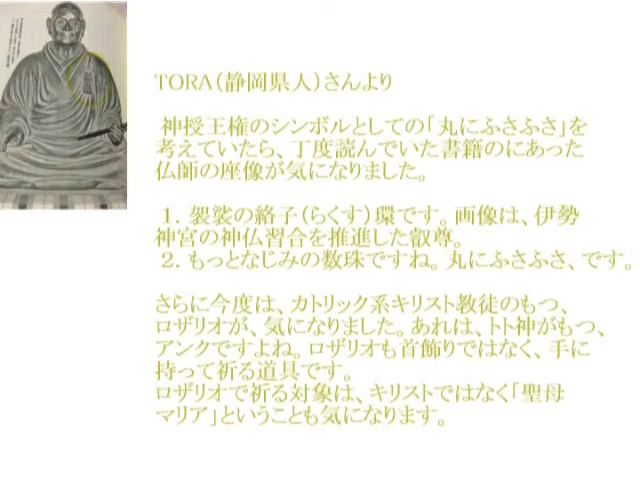 TORA（静岡県人）さんより
神授王権のシンボルとしての「丸にふさふさ」を
考えていたら、丁度読んでいた書籍のにあった
仏師の座像が気になりました。
１．袈裟の絡子（らくす）環です。画像は、伊勢
神宮の神仏習合を推進した叡尊。
２．もっとなじみの数珠ですね。丸にふさふさ、です。
さらに今度は、カトリック系キリスト教徒のもつ、
ロザリオが、気になりました。あれは、トト神がもつ、
アンクですよね。ロザリオも首飾りではなく、手に
持って祈る道具です。
ロザリオで祈る対象は、キリストではなく「聖母
マリア」ということも気になります。